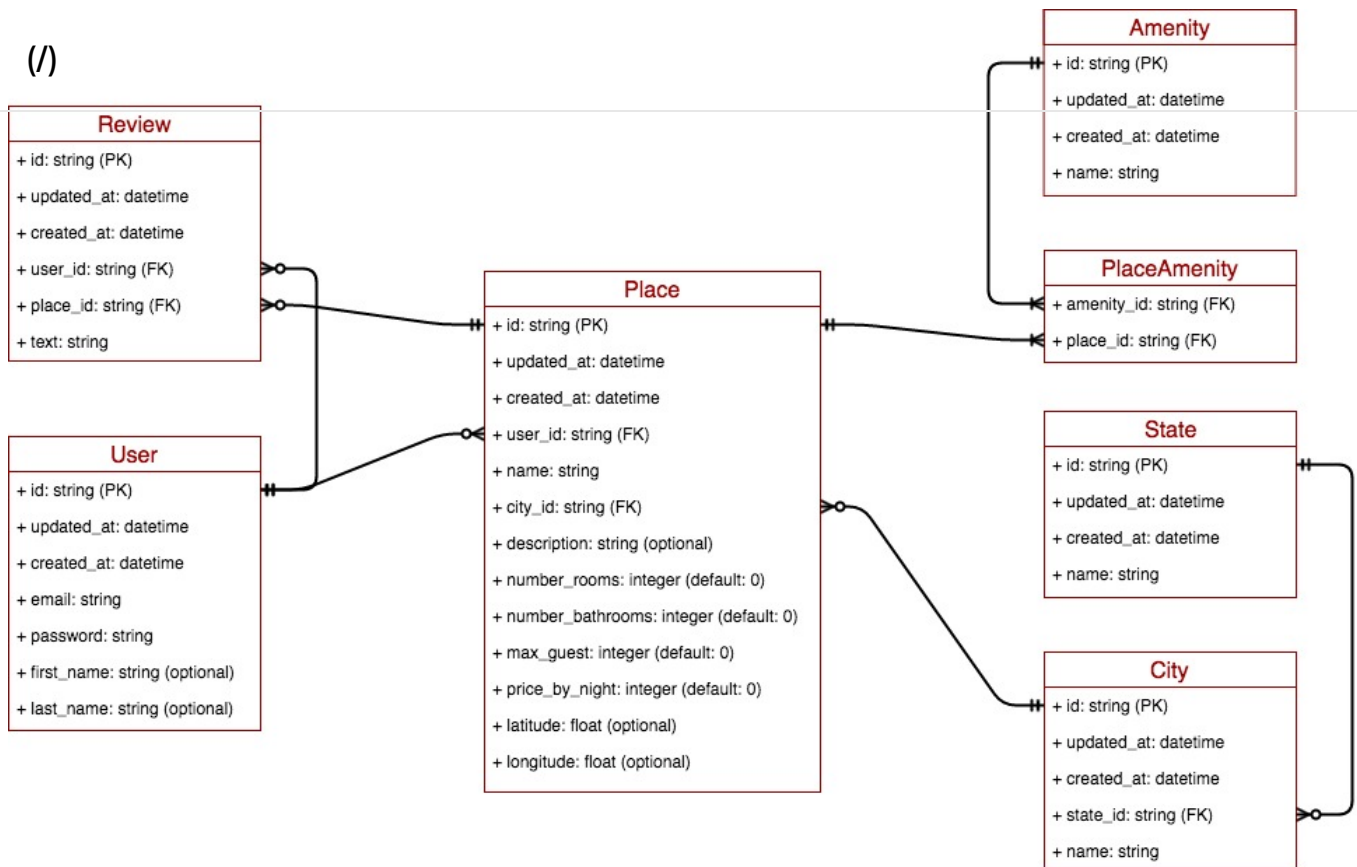 (/)
Review
+ id: string (PK)
+ updated_at: datetime
+ created_at: datetime
+ user_id: string (FK)
+ place_id: string (FK)
+ text: string
User
+ id: string (PK)
+ updated_at: datetime
+ created_at: datetime
+ email: string
+ password: string
+ first_name: string (optional)
+ last_name: string (optional)
Place
+ id: string (PK)
+ updated_at: datetime
+ created_at: datetime
+ user_id: string (FK)
+ name: string
+ city_id: string (FK)
+ description: string (optional)
+ number_rooms: integer (default: 0)
+ number_bathrooms: integer (default: 0)
+ max_guest: integer (default: 0)
+ price_by_night: integer (default: 0)
+ latitude: float (optional)
+ longitude: float (optional)
Amenity
+ id: string (PK)
+ updated_at: datetime
+ created_at: datetime
+ name: string
PlaceAmenity
+ amenity_id: string (FK)
+ place_id: string (FK)
State
+ id: string (PK)
+ updated_at: datetime
+ created_at: datetime
+ name: string
City
+ id: string (PK)
+ updated_at: datetime
+ created_at: datetime
+ state_id: string (FK)
+ name: string